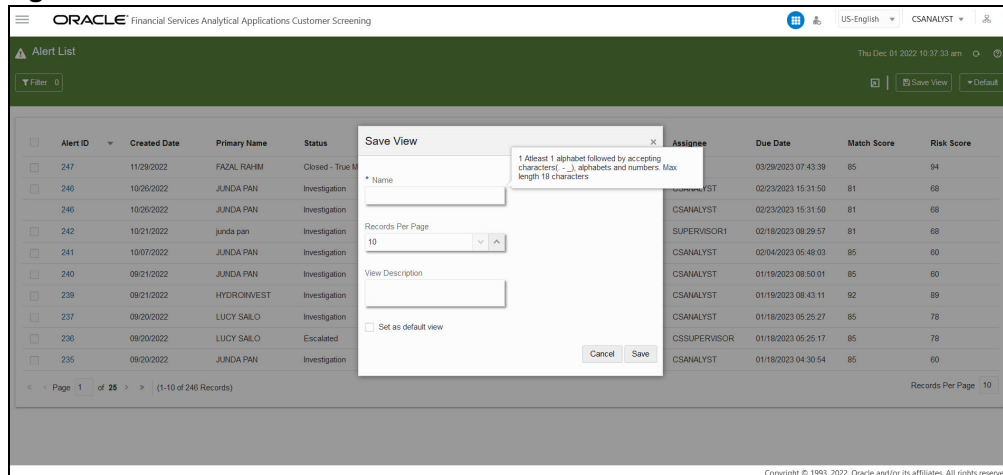 ORACLE Financial Services Analytical Applications Customer Screening
US-English CSANALYST
Alert List
Thu Dec 01 2022 10:37:33 am
Filter 0
Save View Default
Alert ID Created Date Primary Name Status Assignee Due Date Match Score Risk Score
247 11/29/2022 FAZAL RAHIM Closed - True M 03/29/2023 07:43:39 85 94
246 10/26/2022 JUNDA PAN Investigation CSANALYST 02/23/2023 15:31:50 81 68
246 10/26/2022 JUNDA PAN Investigation CSANALYST 02/23/2023 15:31:50 81 68
242 10/21/2022 junda pan Investigation SUPERVISOR1 02/18/2023 08:29:57 81 68
241 10/07/2022 JUNDA PAN Investigation CSANALYST 02/04/2023 05:48:03 85 60
240 09/21/2022 JUNDA PAN Investigation CSANALYST 01/19/2023 08:50:01 85 60
239 09/21/2022 HYDROINVEST Investigation CSANALYST 01/19/2023 08:43:11 92 89
237 09/20/2022 LUCY SAILO Investigation CSANALYST 01/18/2023 05:25:27 85 78
236 09/20/2022 LUCY SAILO Escalated CSSUPERVISOR 01/18/2023 05:25:17 85 78
235 09/20/2022 JUNDA PAN Investigation CSANALYST 01/18/2023 04:30:54 85 60
Page 1 of 25 (1-10 of 246 Records)
Records Per Page 10
Save View
1 Atleast 1 alphabet followed by accepting
characters(. - _), alphabets and numbers. Max
length 18 characters
* Name
Records Per Page
10
View Description
Set as default view
Cancel Save
Copyright © 1993, 2022. Oracle and/or its affiliates. All rights reserve